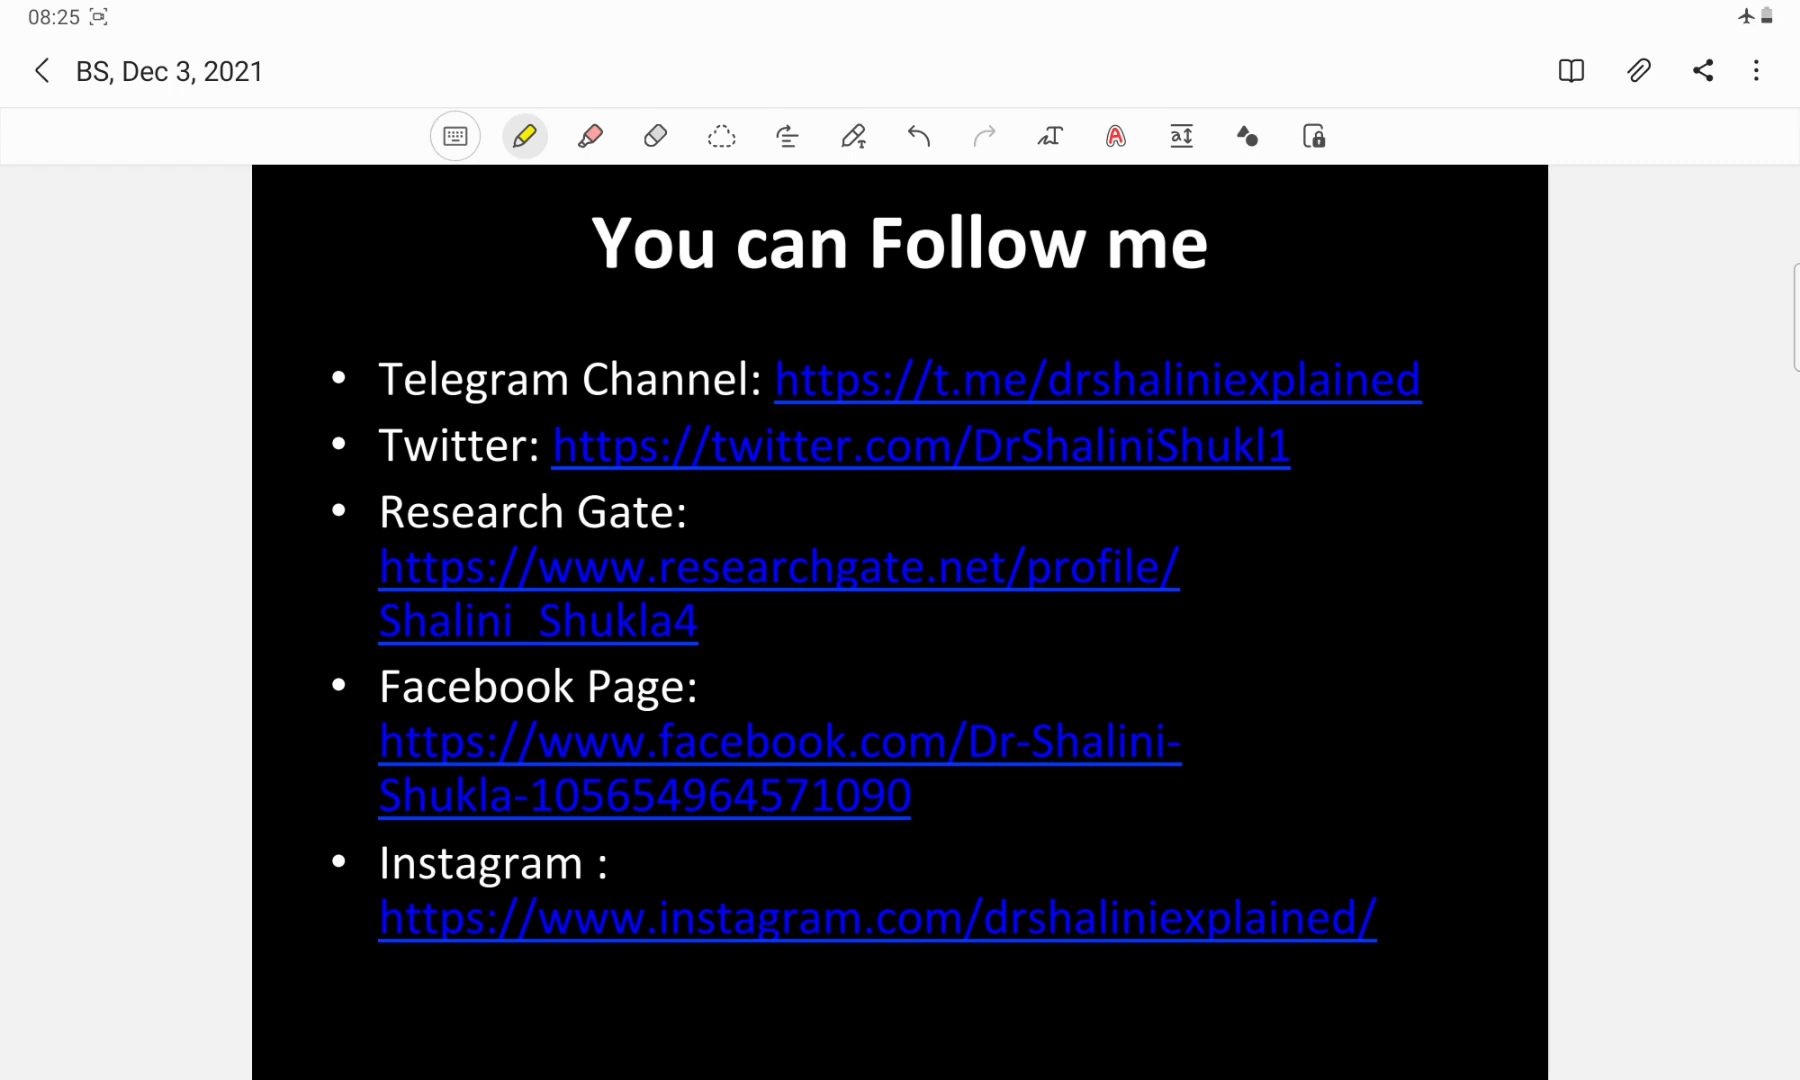 08:25
BS, Dec 3, 2021
You can Follow me
• Telegram Channel: https://t.me/drshaliniexplained
• Twitter: https://twitter.com/DrShaliniShukl1
• Research Gate:
https://www.researchgate.net/profile/
Shalini_Shukla4
• Facebook Page:
https://www.facebook.com/Dr-Shalini-
Shukla-105654964571090
• Instagram :
https://www.instagram.com/drshaliniexplained/